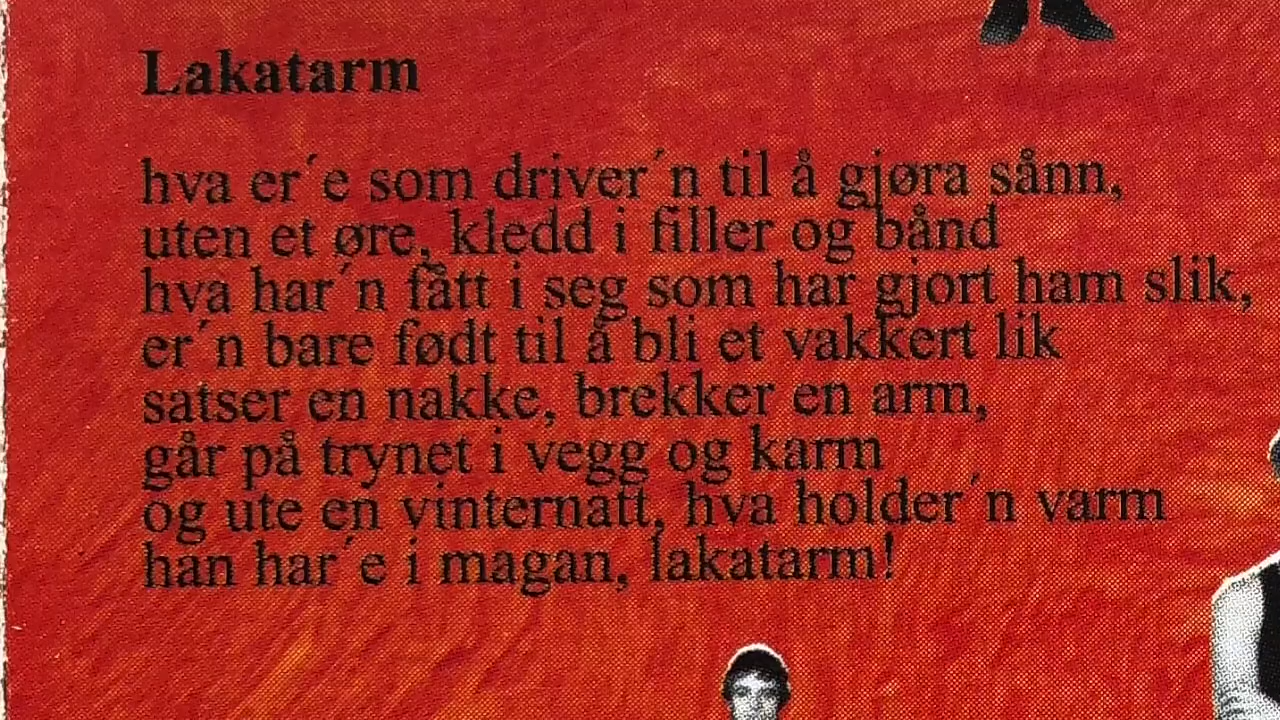 Lakatarm
hva er´e som driver´n til å gjøra sånn,
uten et øre, kledd i filler og bånd
hva har´n fått i seg som har gjort ham slik,
er´n bare født til å bli et vakkert lik
satser en nakke, brekker en arm,
går på trynet i vegg og karm
og ute en vinternatt, hva holder´n varm
han har´e i magan, lakatarm!